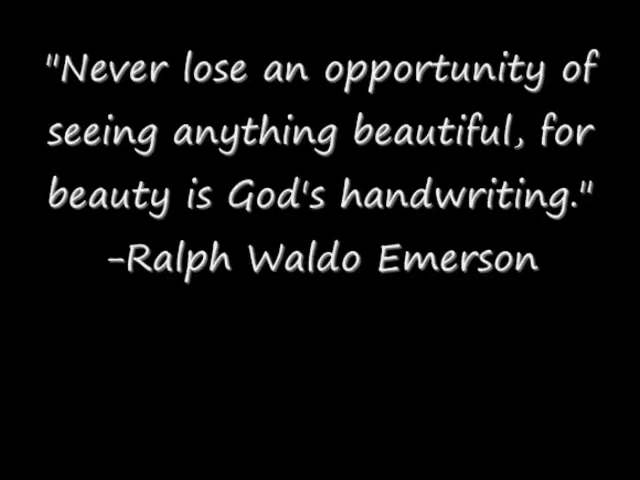 "Never lose an opportunity of
seeing anything beautiful, for
beauty is God's handwriting."
-Ralph Waldo Emerson